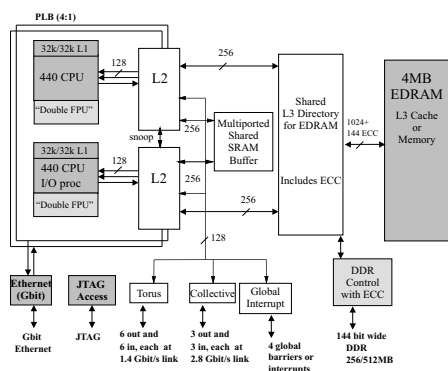 PLB (4:1)
32k/32k L1
440 CPU
“Double FPU”
128
L2
256
256
snoop
Multiported
Shared
SRAM
Buffer
Shared
L3 Directory
for EDRAM
Includes ECC
1024+
144 ECC
4MB
EDRAM
L3 Cache
or
Memory
32k/32k L1
440 CPU
I/O proc
“Double FPU”
128
L2
256
256
128
Ethernet
(Gbit)
JTAG
Access
Torus
Collective
Global
Interrupt
DDR
Control
with ECC
Gbit
Ethernet
JTAG
6 out and
6 in, each at
1.4 Gbit/s link
3 out and
3 in, each at
2.8 Gbit/s link
4 global
barriers or
interrupts
144 bit wide
DDR
256/512MB